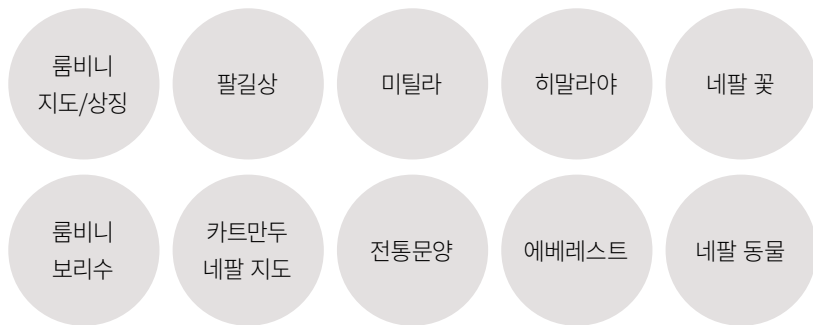 룸비니
지도/상징
팔길상
미틸라
히말라야
네팔 꽃
룸비니
보리수
카트만두
네팔 지도
전통문양
에베레스트
네팔 동물